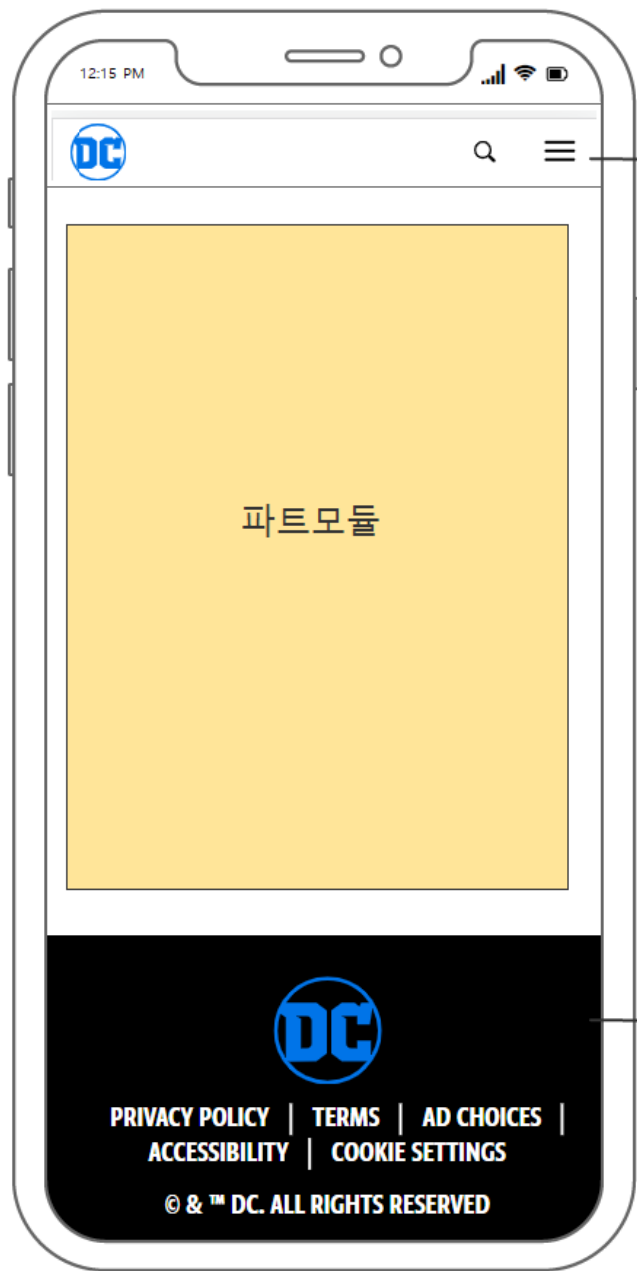 12:15 PM
DC
파트모듈
DC
PRIVACY POLICY | TERMS | AD CHOICES |
ACCESSIBILITY | COOKIE SETTINGS
© & ™ DC. ALL RIGHTS RESERVED